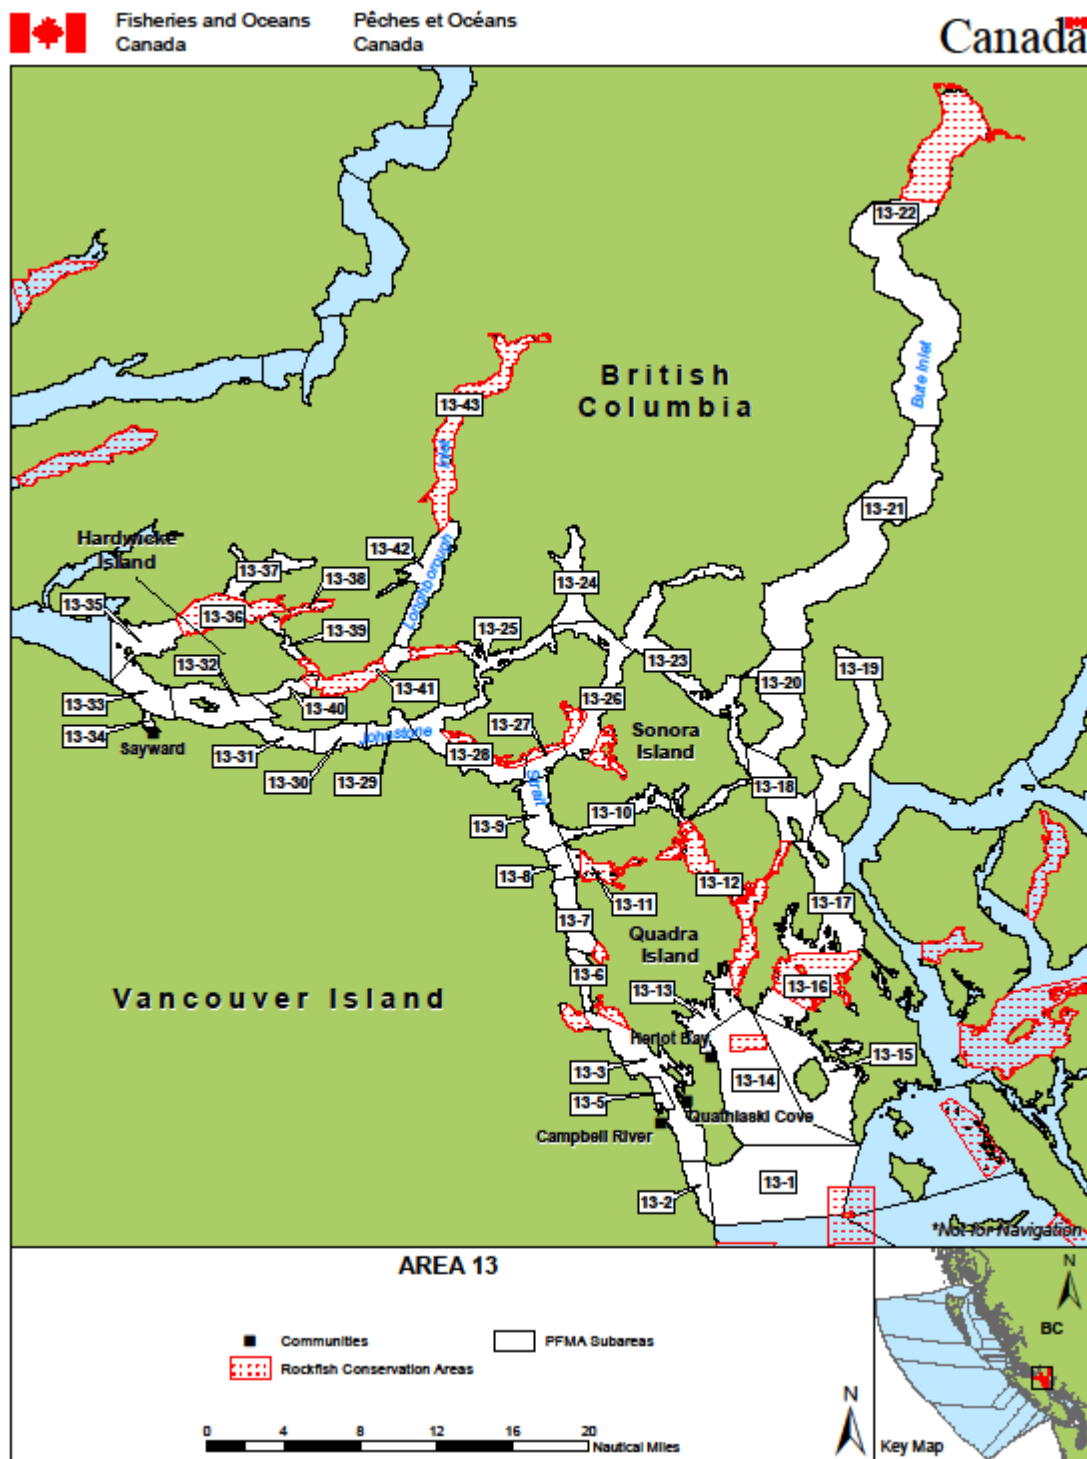 Fisheries and Oceans
Canada
Pêches et Océans
Canada
Canada
13-22
British
Columbia
Bute Inlet
13-43
Inlet
13-21
Hardwicke
Island
13-42
13-37
13-38
13-24
Loughborough
13-35
13-36
13-39
13-25
13-32
13-23
13-19
13-41
13-20
13-33
13-40
13-26
13-34
Sayward
Johnstone
13-27
Sonora
Island
13-31
13-28
13-30
13-29
Strait
13-18
13-10
13-9
13-8
13-12
13-11
13-17
13-7
Quadra
Island
13-6
13-13
13-16
Vancouver Island
Heriot Bay
13-15
13-3
13-14
13-5
Quathiaski Cove
Campbell River
13-1
13-2
*Not for Navigation
AREA 13
Communities
PFMA Subareas
Rockfish Conservation Areas
0 4 8 12 16 20
Nautical Miles
N
N
BC
Key Map